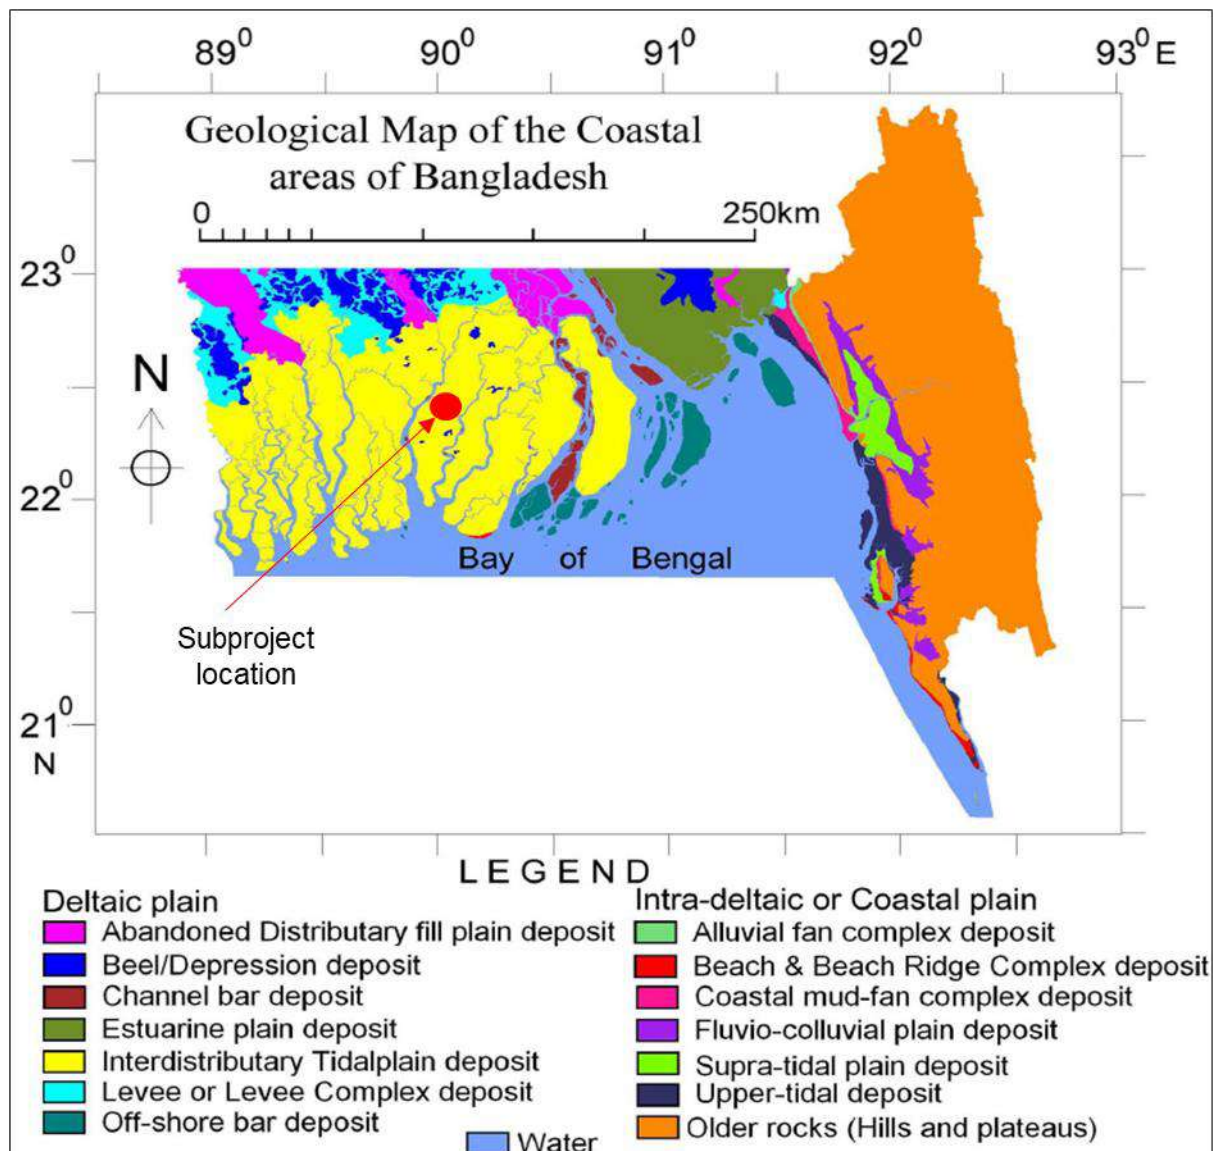 89⁰ 90⁰ 91⁰ 92⁰ 93⁰ E
Geological Map of the Coastal
areas of Bangladesh
0 250km
23⁰
N
22⁰
Bay of Bengal
Subproject
location
21⁰
N
LEGEND
Deltaic plain
Abandoned Distributary fill plain deposit
Beel/Depression deposit
Channel bar deposit
Estuarine plain deposit
Interdistributary Tidalplain deposit
Levee or Levee Complex deposit
Off-shore bar deposit
Water
Intra-deltaic or Coastal plain
Alluvial fan complex deposit
Beach & Beach Ridge Complex deposit
Coastal mud-fan complex deposit
Fluvio-colluvial plain deposit
Supra-tidal plain deposit
Upper-tidal deposit
Older rocks (Hills and plateaus)